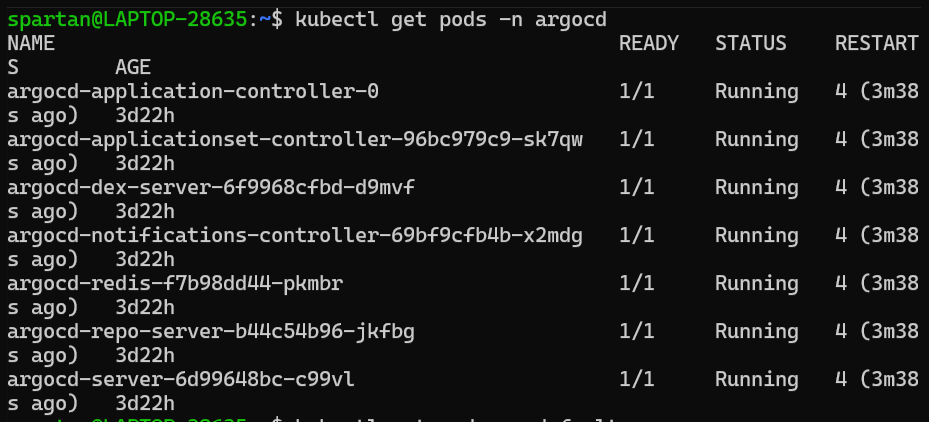 spartan@LAPTOP-28635:~$ kubectl get pods -n argocd
NAME                                                READY   STATUS    RESTART
S        AGE
argocd-application-controller-0                     1/1     Running   4 (3m38
s ago)   3d22h
argocd-applicationset-controller-96bc979c9-sk7qw    1/1     Running   4 (3m38
s ago)   3d22h
argocd-dex-server-6f9968cfbd-d9mvf                  1/1     Running   4 (3m38
s ago)   3d22h
argocd-notifications-controller-69bf9cfb4b-x2mdg    1/1     Running   4 (3m38
s ago)   3d22h
argocd-redis-f7b98dd44-pkmbr                        1/1     Running   4 (3m38
s ago)   3d22h
argocd-repo-server-b44c54b96-jkfbg                  1/1     Running   4 (3m38
s ago)   3d22h
argocd-server-6d99648bc-c99vl                       1/1     Running   4 (3m38
s ago)   3d22h